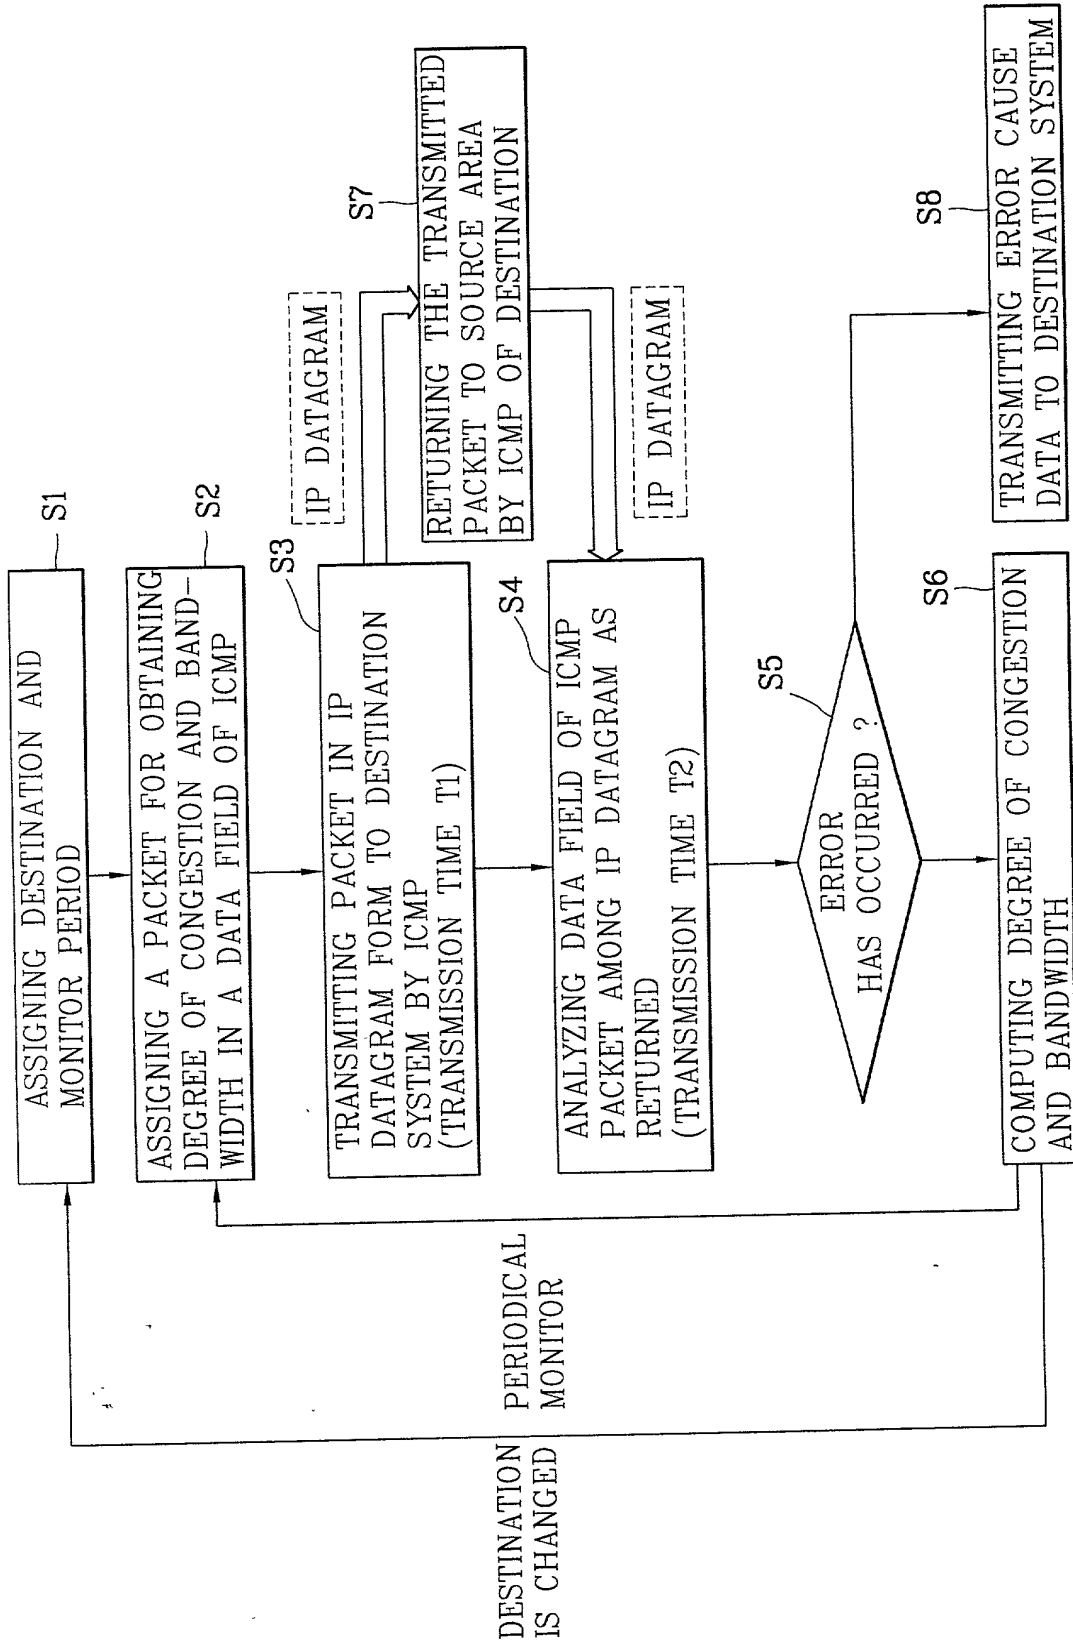 S1
ASSIGNING DESTINATION AND
MONITOR PERIOD
S2
ASSIGNING A PACKET FOR OBTAINING
DEGREE OF CONGESTION AND BAND-
WIDTH IN A DATA FIELD OF ICMP
S3
TRANSMITTING PACKET IN IP
DATAGRAM FORM TO DESTINATION
SYSTEM BY ICMP
(TRANSMISSION TIME T1)
IP DATAGRAM
S7
RETURNING THE TRANSMITTED
PACKET TO SOURCE AREA
BY ICMP OF DESTINATION
IP DATAGRAM
S4
ANALYZING DATA FIELD OF ICMP
PACKET AMONG IP DATAGRAM AS
RETURNED
(TRANSMISSION TIME T2)
S5
ERROR
HAS OCCURRED ?
S6
COMPUTING DEGREE OF CONGESTION
AND BANDWIDTH
S8
TRANSMITTING ERROR CAUSE
DATA TO DESTINATION SYSTEM
PERIODICAL
MONITOR
DESTINATION
IS CHANGED